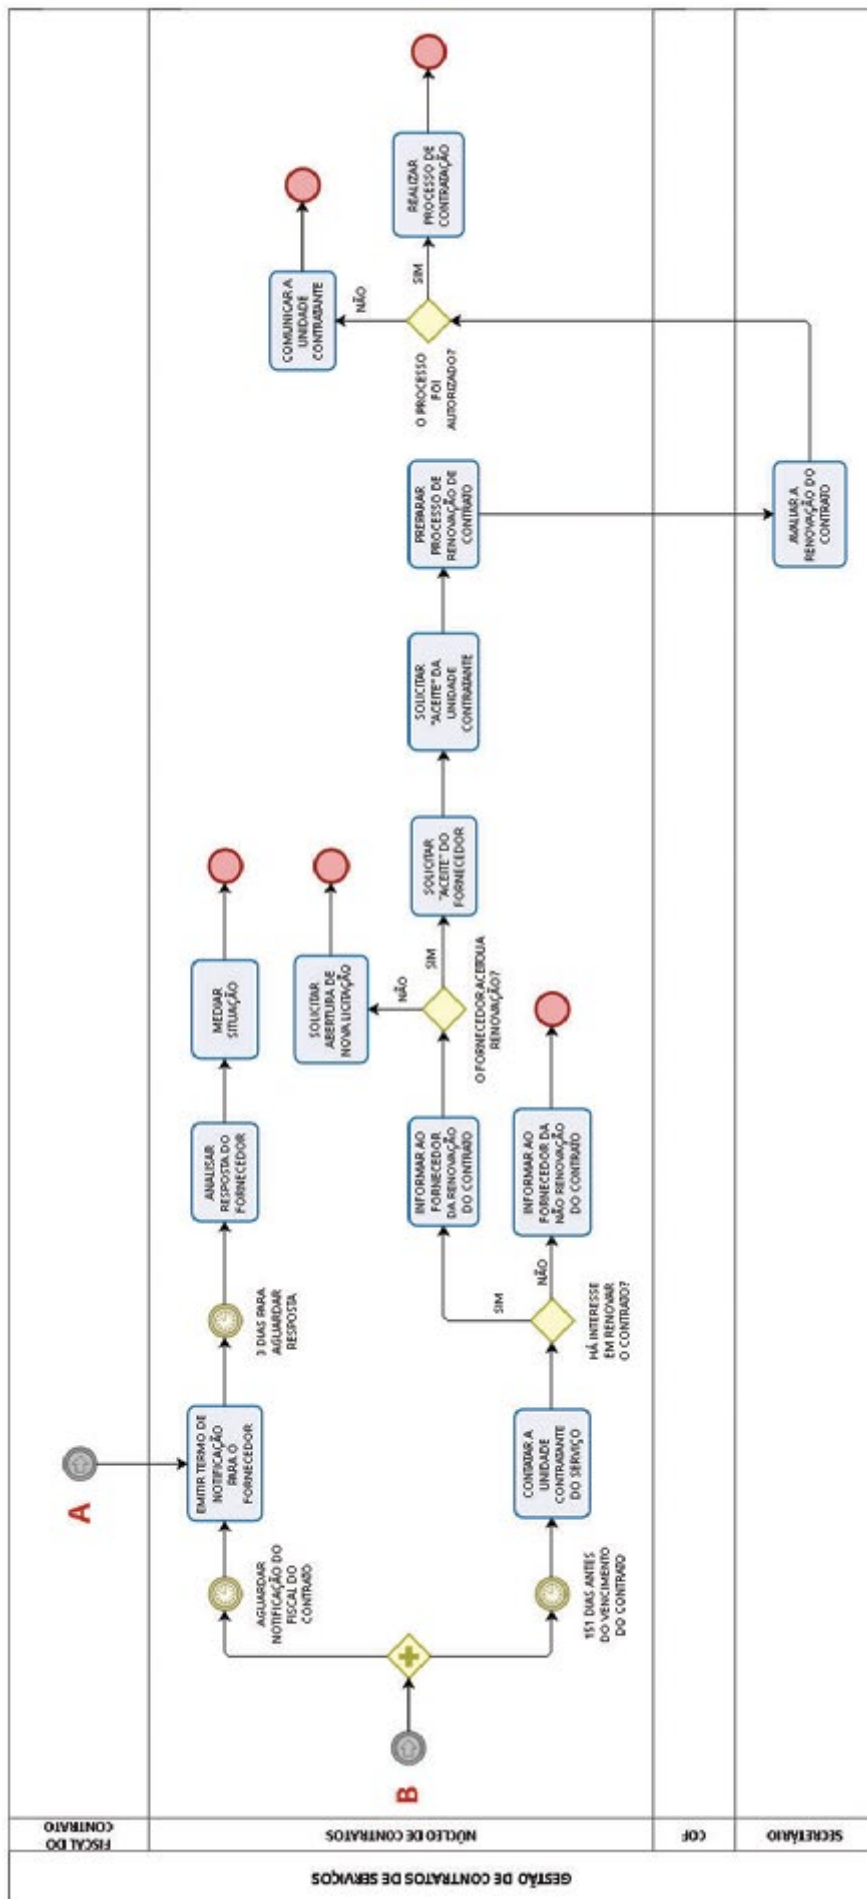 GESTÃO DE CONTRATOS DE SERVIÇOS
FISCAL DO
CONTRATO
NÚCLEO DE CONTRATOS
COF
SECRETÁRIO
A
B
AGUARDAR
NOTIFICAÇÃO DO
FISCAL DO
CONTRATO
EMITIR TERMO DE
NOTIFICAÇÃO
PARA O
FORNECEDOR
3 DIAS PARA
AGUARDAR
RESPOSTA
ANALISAR
RESPOSTA DO
FORNECEDOR
MEDIAR
SITUAÇÃO
151 DIAS ANTES
DO VENCIMENTO
DO CONTRATO
CONTATAR A
UNIDADE
CONTRATANTE
DO SERVIÇO
HÁ INTERESSE
EM RENOVAR
O CONTRATO?
SIM
NÃO
INFORMAR AO
FORNECEDOR
DA RENOVAÇÃO
DO CONTRATO
INFORMAR AO
FORNECEDOR DA
NÃO RENOVAÇÃO
DO CONTRATO
O FORNECEDOR ACEITOU A
RENOVAÇÃO?
NÃO
SIM
SOLICITAR
ABERTURA DE
NOVA LICITAÇÃO
SOLICITAR
"ACEITE" DO
FORNECEDOR
SOLICITAR
"ACEITE" DA
UNIDADE
CONTRATANTE
PREPARAR
PROCESSO DE
RENOVAÇÃO DE
CONTRATO
AVALIAR A
RENOVAÇÃO DO
CONTRATO
O PROCESSO
FOI
AUTORIZADO?
NÃO
SIM
COMUNICAR A
UNIDADE
CONTRATANTE
REALIZAR
PROCESSO DE
CONTRATAÇÃO